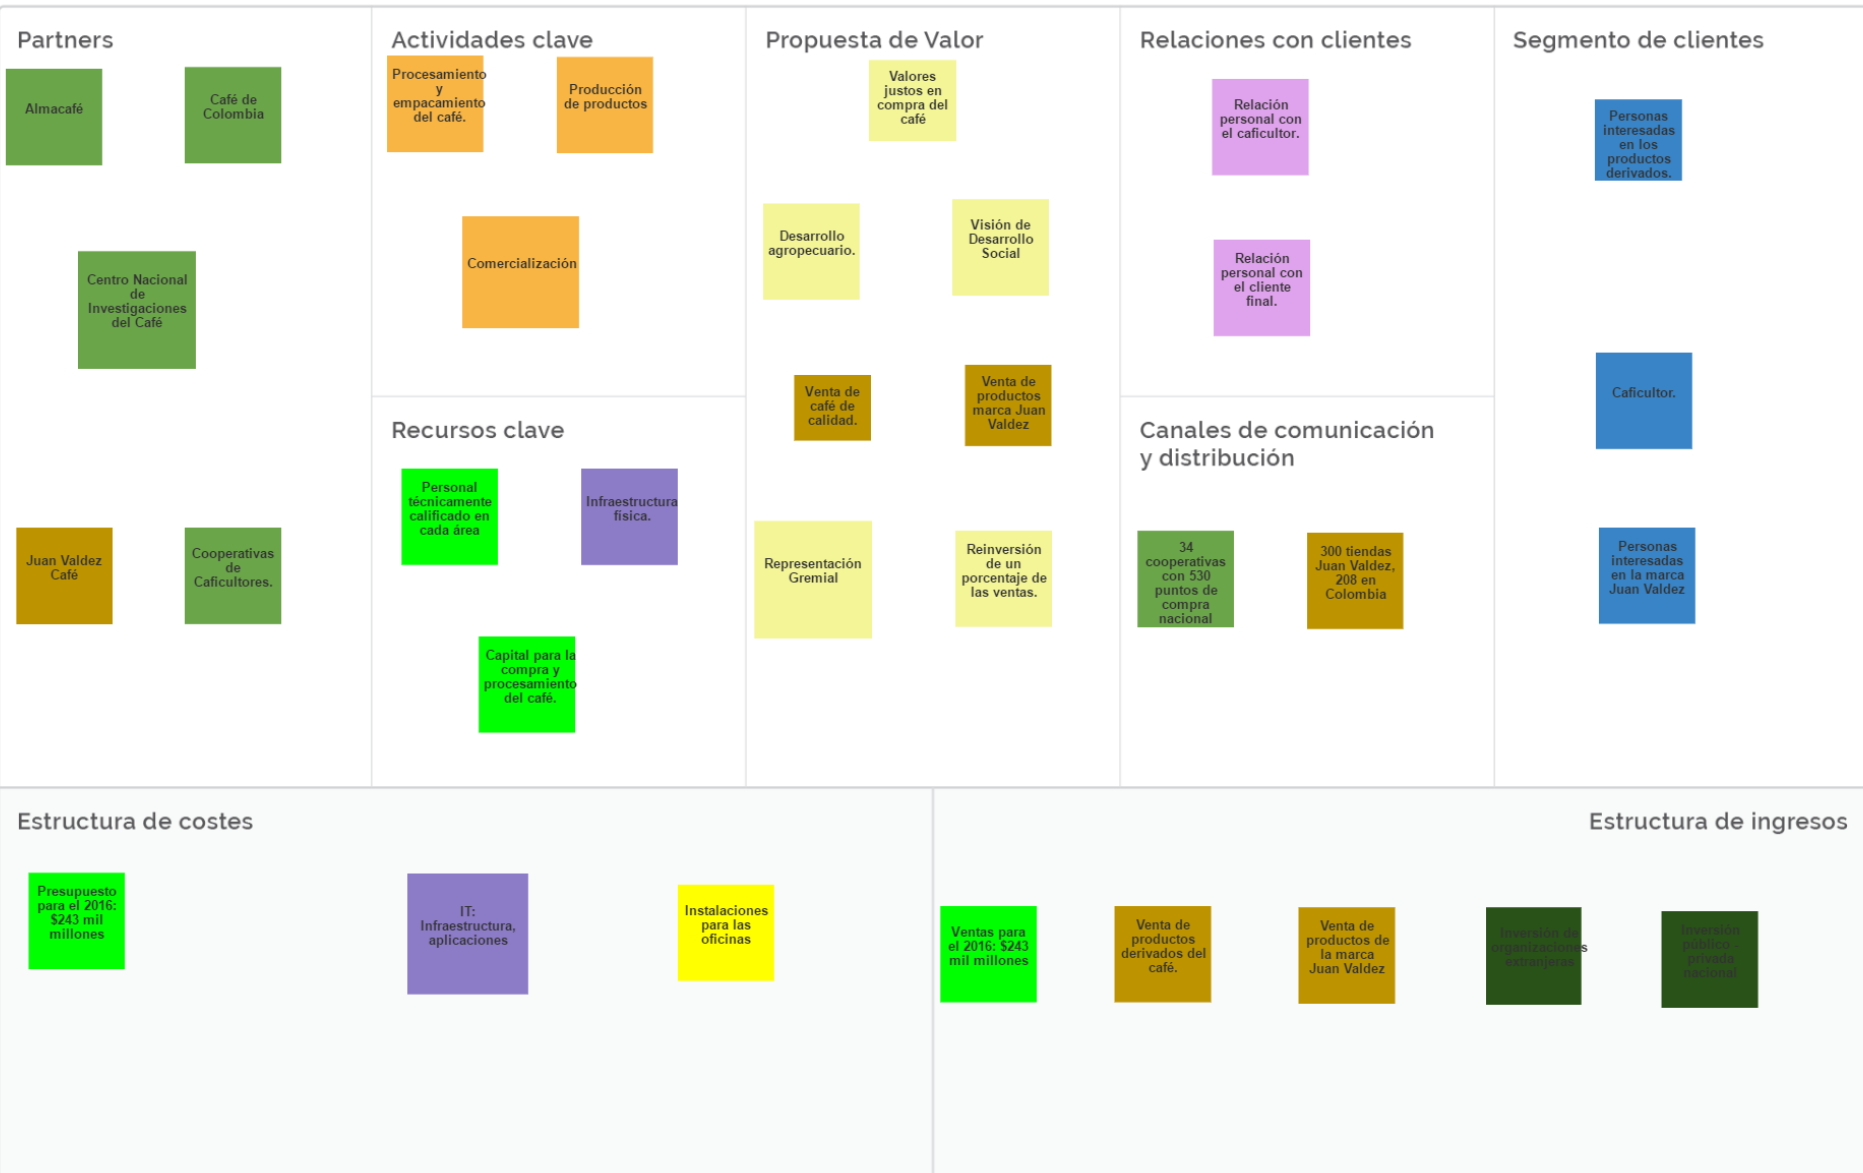 Partners
Almacafé
Café de
Colombia
Centro Nacional
de
Investigaciones
del Café
Juan Valdez
Café
Cooperativas
de
Caficultores.
Actividades clave
Procesamiento
y
empacamiento
del café.
Producción
de productos
Comercialización
Recursos clave
Personal
técnicamente
calificado en
cada área
Infraestructura
física.
Capital para la
compra y
procesamiento
del café.
Propuesta de Valor
Valores
justos en
compra del
café
Desarrollo
agropecuario.
Visión de
Desarrollo
Social
Venta de
café de
calidad.
Venta de
productos
marca Juan
Valdez
Representación
Gremial
Reinversión
de un
porcentaje de
las ventas.
Relaciones con clientes
Relación
personal con
el caficultor.
Relación
personal con
el cliente
final.
Canales de comunicación
y distribución
34
cooperativas
con 530
puntos de
compra
nacional
300 tiendas
Juan Valdez,
208 en
Colombia
Segmento de clientes
Personas
interesadas
en los
productos
derivados.
Caficultor.
Personas
interesadas
en la marca
Juan Valdez
Estructura de costes
Presupuesto
para el 2016:
$243 mil
millones
IT:
Infraestructura,
aplicaciones
Instalaciones
para las
oficinas
Estructura de ingresos
Ventas para
el 2016: $243
mil millones
Venta de
productos
derivados del
café.
Venta de
productos de
la marca
Juan Valdez
Inversión de
organizaciones
extranjeras
Inversión
público -
privada
nacional